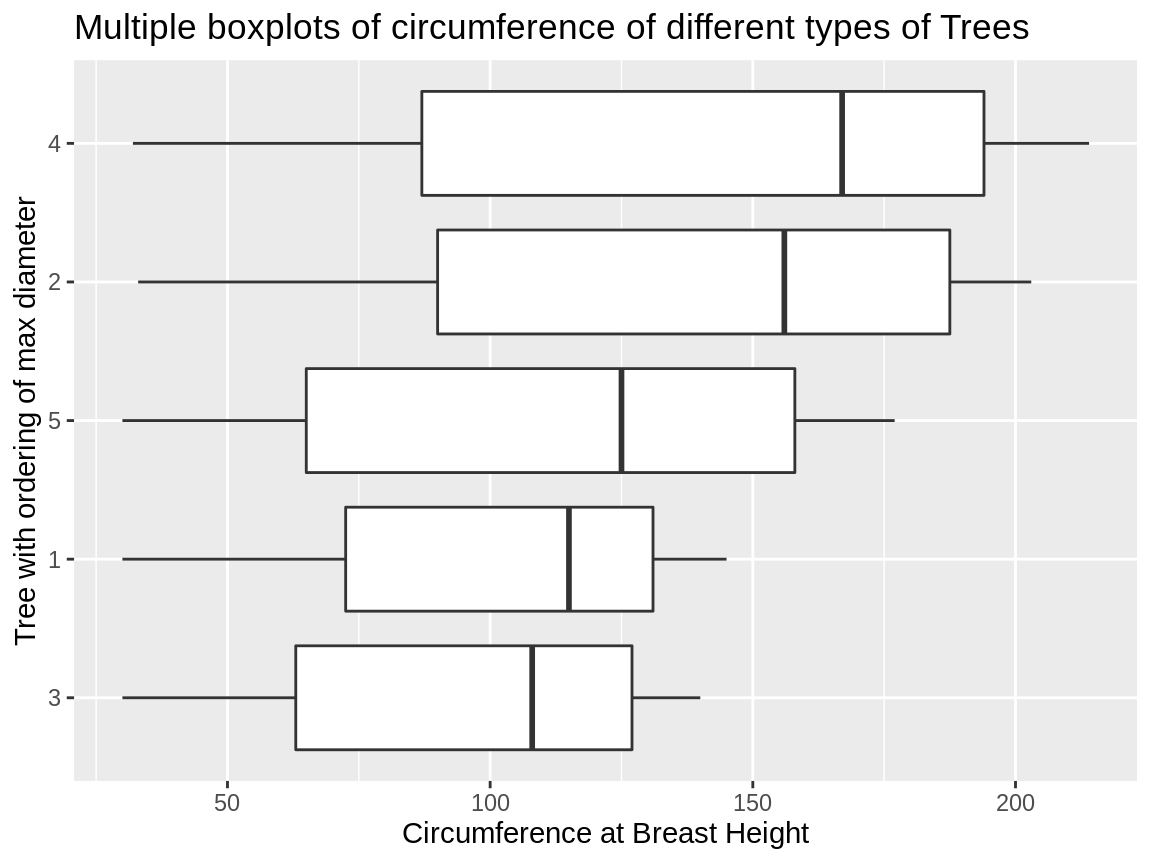 Multiple boxplots of circumference of different types of Trees
Tree with ordering of max diameter
4
2
5
1
3
50 100 150 200
Circumference at Breast Height